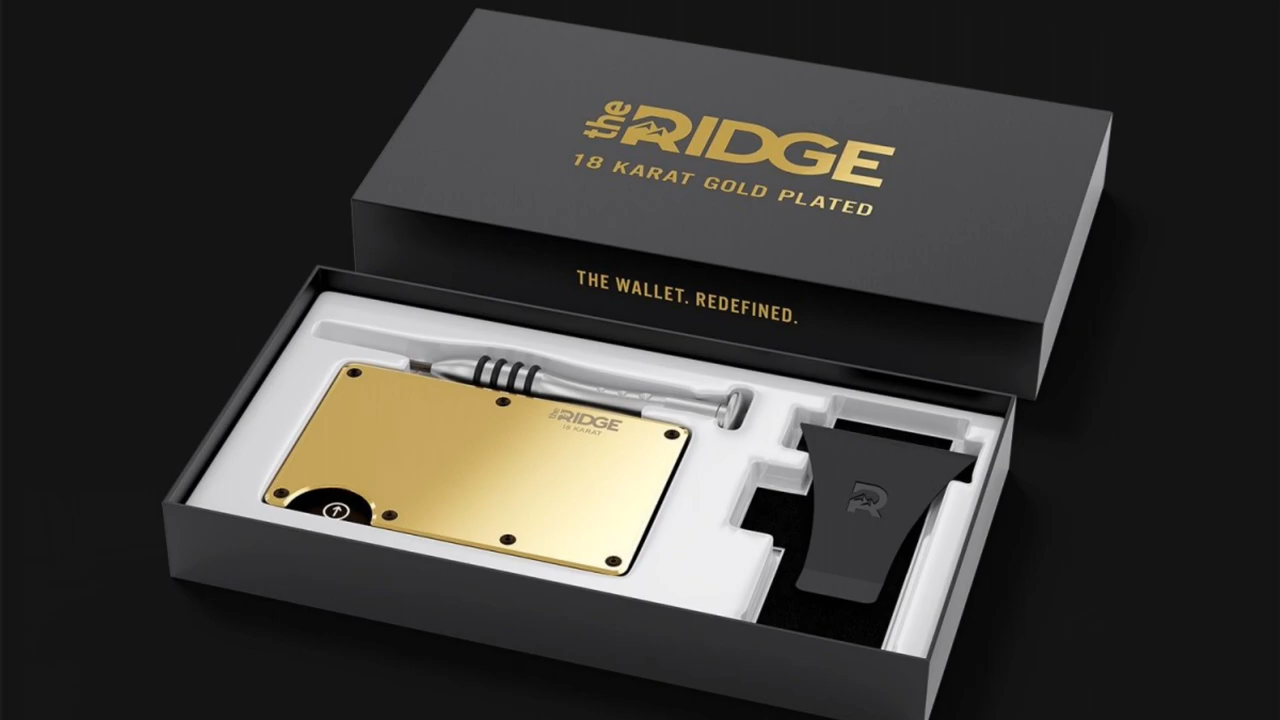 the RIDGE
18 KARAT GOLD PLATED
THE WALLET. REDEFINED.
the RIDGE
18 KARAT
R